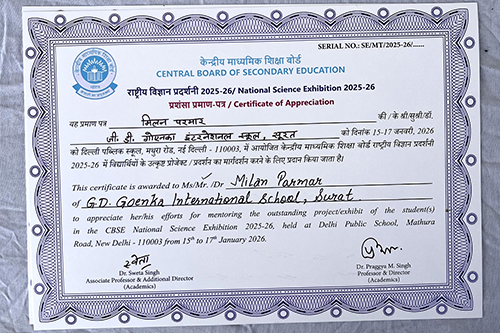 SERIAL NO.: SE/MT/2025-26/......
केन्द्रीय माध्यमिक शिक्षा बोर्ड
CENTRAL BOARD OF SECONDARY EDUCATION
राष्ट्रीय विज्ञान प्रदर्शनी 2025-26/ National Science Exhibition 2025-26
प्रशंसा प्रमाण-पत्र / Certificate of Appreciation
यह प्रमाण पत्र मिलन परमार की / के श्री/सुश्री/डॉ.
जी. डी. गोएनका इंटरनेशनल स्कूल, सूरत को दिनांक 15-17 जनवरी, 2026
को दिल्ली पब्लिक स्कूल, मथुरा रोड, नई दिल्ली - 110003, में आयोजित केन्द्रीय माध्यमिक शिक्षा बोर्ड राष्ट्रीय विज्ञान प्रदर्शनी
2025-26 में विद्यार्थियों के उत्कृष्ट प्रोजेक्ट / प्रदर्शन का मार्गदर्शन करने के लिए प्रदान किया जाता है।
This certificate is awarded to Ms/Mr. /Dr Milan Parmar
of G.D. Goenka International School, Surat.
to appreciate her/his efforts for mentoring the outstanding project/exhibit of the student(s)
in the CBSE National Science Exhibition 2025-26, held at Delhi Public School, Mathura
Road, New Delhi - 110003 from 15th to 17th January 2026.
श्वेता
Dr. Sweta Singh
Associate Professor & Additional Director
(Academics)
Dr. Praggya M. Singh
Professor & Director
(Academics)